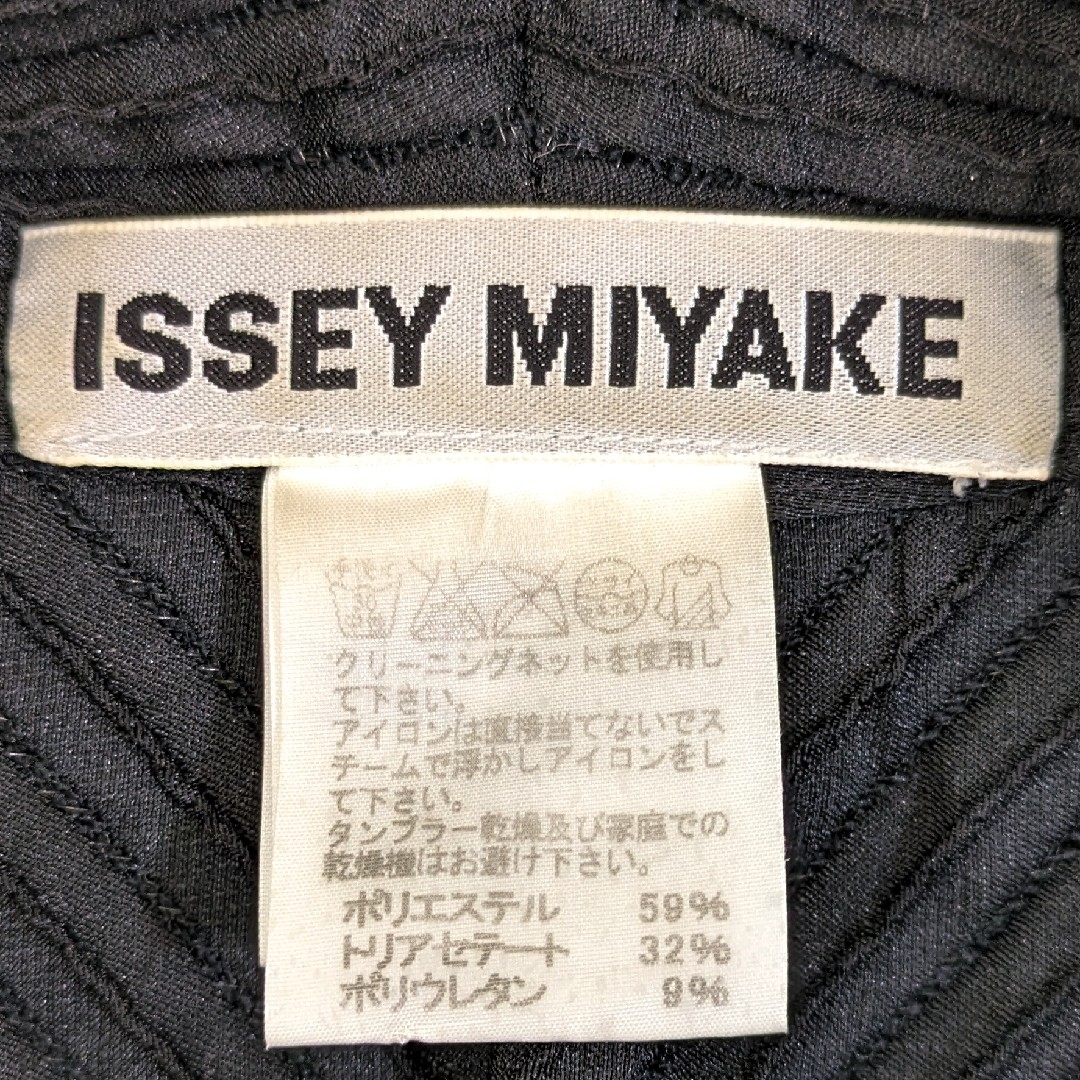 ISSEY MIYAKE
クリーニングネットを使用し
て下さい。
アイロンは直接当てないでス
チームで浮かしアイロンをし
て下さい。
タンブラー乾燥及び家庭での
乾燥機はお避け下さい。
ポリエステル 59%
トリアセテート 32%
ポリウレタン 9%